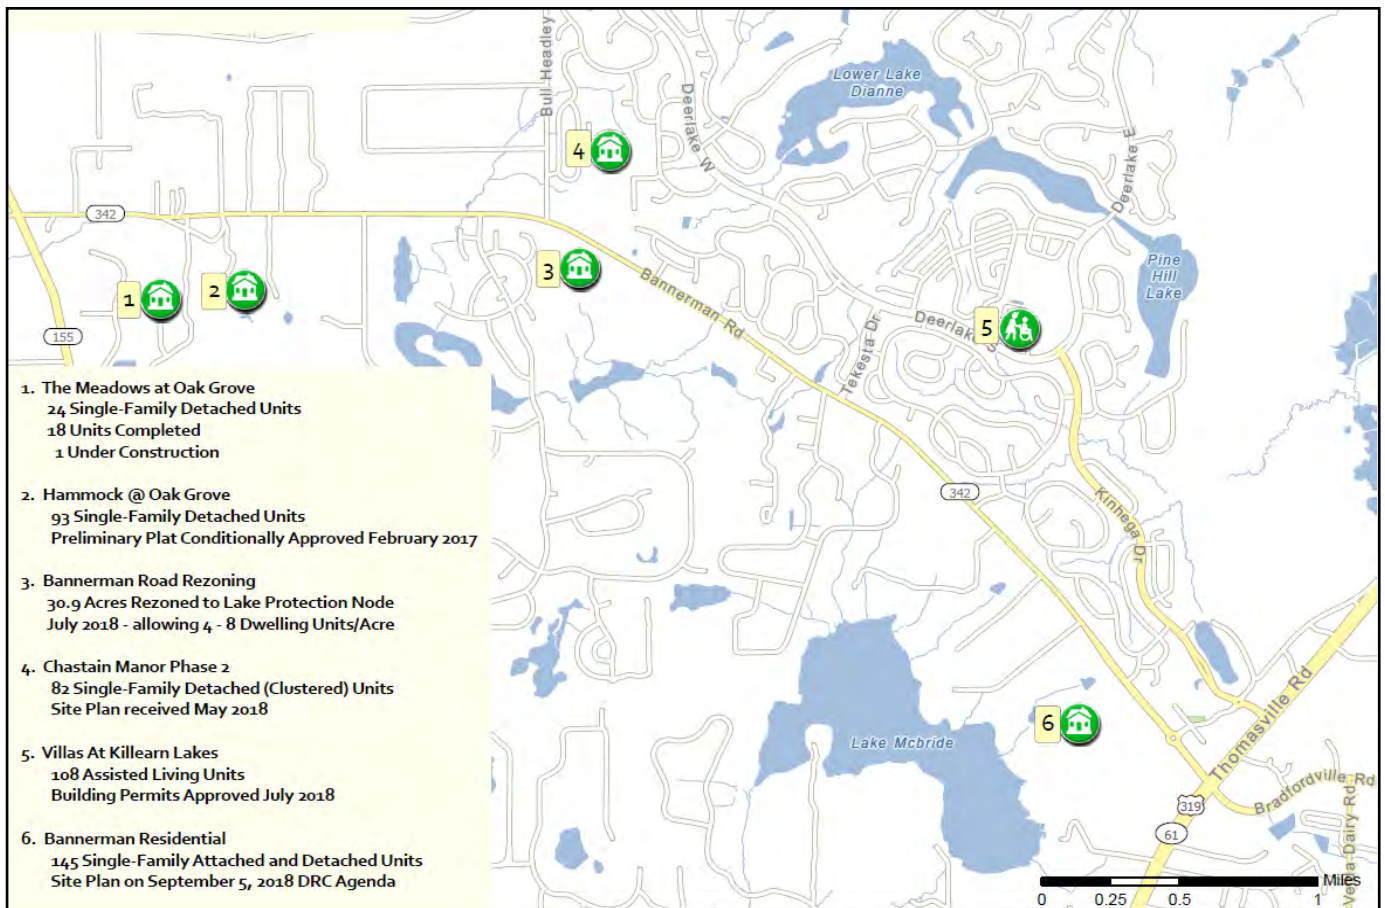 Bull Headley
Deerlake W
Lower Lake
Dianne
Deerlake E
4
342
3
Bannerman Rd
Pine
Hill
Lake
1
2
155
5
Deerlake S
Tekesta Dr
1. The Meadows at Oak Grove
24 Single-Family Detached Units
18 Units Completed
1 Under Construction
2. Hammock @ Oak Grove
93 Single-Family Detached Units
Preliminary Plat Conditionally Approved February 2017
3. Bannerman Road Rezoning
30.9 Acres Rezoned to Lake Protection Node
July 2018 - allowing 4 - 8 Dwelling Units/Acre
4. Chastain Manor Phase 2
82 Single-Family Detached (Clustered) Units
Site Plan received May 2018
5. Villas At Killearn Lakes
108 Assisted Living Units
Building Permits Approved July 2018
6. Bannerman Residential
145 Single-Family Attached and Detached Units
Site Plan on September 5, 2018 DRC Agenda
342
Kinhega Dr
6
Lake Mcbride
Thomasville Rd
Bradfordville Rd
319
61
Dairy Rd
Miles
0 0.25 0.5 1